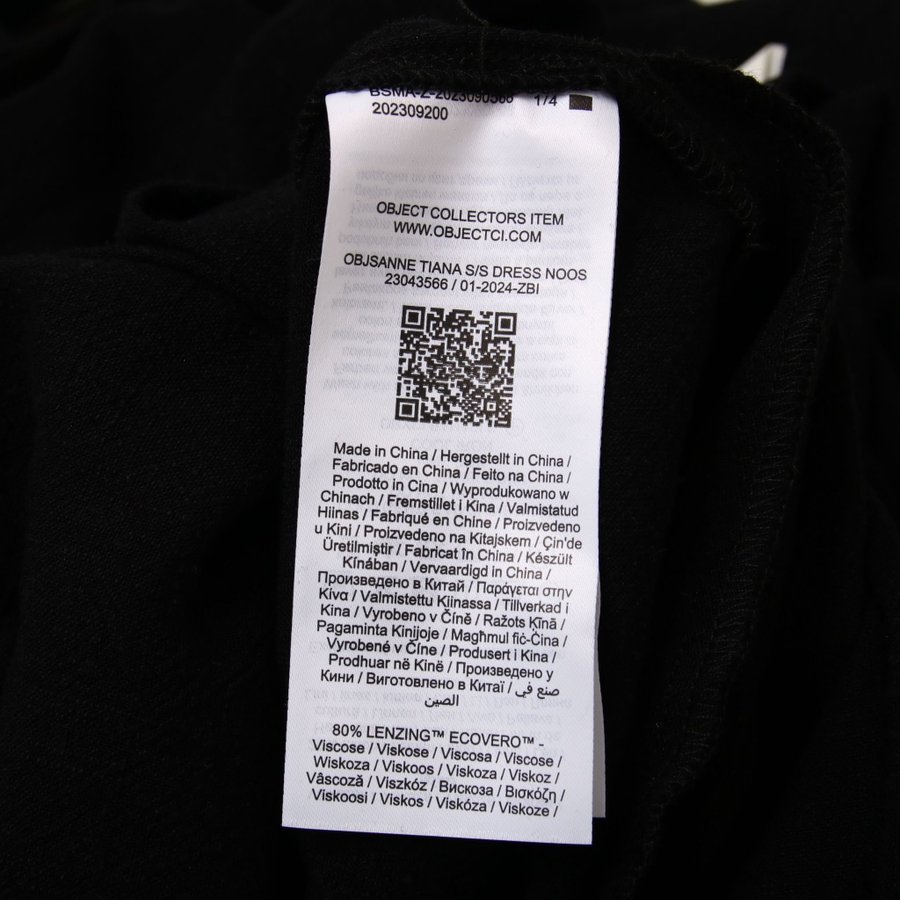 BSMA-Z-2023090566 1/4
202309200
OBJECT COLLECTORS ITEM
WWW.OBJECTCI.COM
OBJSANNE TIANA S/S DRESS NOOS
23043566 / 01-2024-ZBI
Made in China / Hergestellt in China /
Fabricado en China / Feito na China /
Prodotto in Cina / Wyprodukowano w
Chinach / Fremstillet i Kina / Valmistatud
Hiinas / Fabriqué en Chine / Proizvedeno
u Kini / Proizvedeno na Kitajskem / Çin'de
Üretilmiştir / Fabricat în China / Készült
Kínában / Vervaardigd in China /
Произведено в Китай / Παράγεται στην
Κίνα / Valmistettu Kiinassa / Tillverkad i
Kina / Vyrobeno v Číně / Ražots Ķīnā /
Pagaminta Kinijoje / Magħmul fiċ-Ċina /
Vyrobené v Číne / Produsert i Kina /
Prodhuar në Kinë / Произведено у
Кини / Виготовлено в Китаї / صنع في
الصين
80% LENZING™ ECOVERO™ -
Viscose / Viskose / Viscosa / Viscose /
Wiskoza / Viskoos / Viskoza / Viskoz /
Vâscoză / Viszkóz / Вискоза / Βισκόζη /
Viskoosi / Viskos / Viskóza / Viskoze /